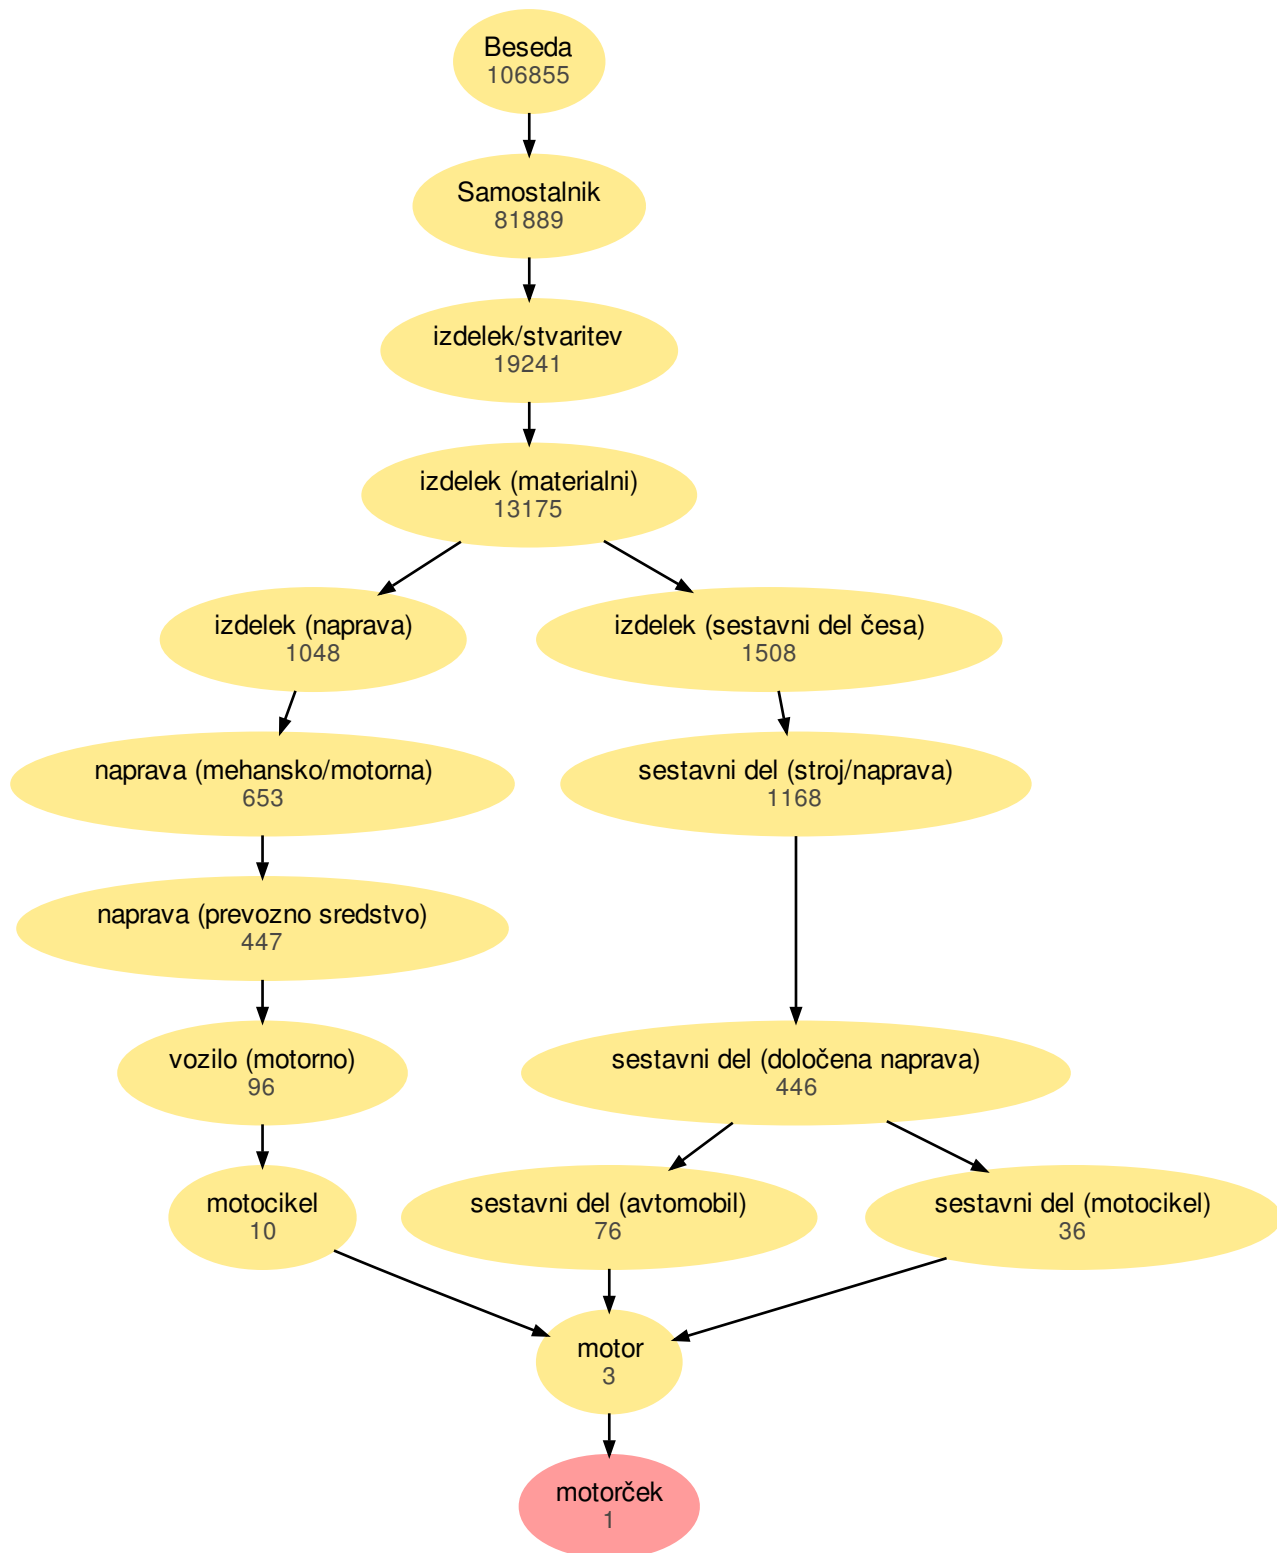 Beseda
106855
Samostalnik
81889
izdelek/stvaritev
19241
izdelek (materialni)
13175
izdelek (naprava)
1048
izdelek (sestavni del česa)
1508
naprava (mehansko/motorna)
653
sestavni del (stroj/naprava)
1168
naprava (prevozno sredstvo)
447
vozilo (motorno)
96
sestavni del (določena naprava)
446
motocikel
10
sestavni del (avtomobil)
76
sestavni del (motocikel)
36
motor
3
motorček
1